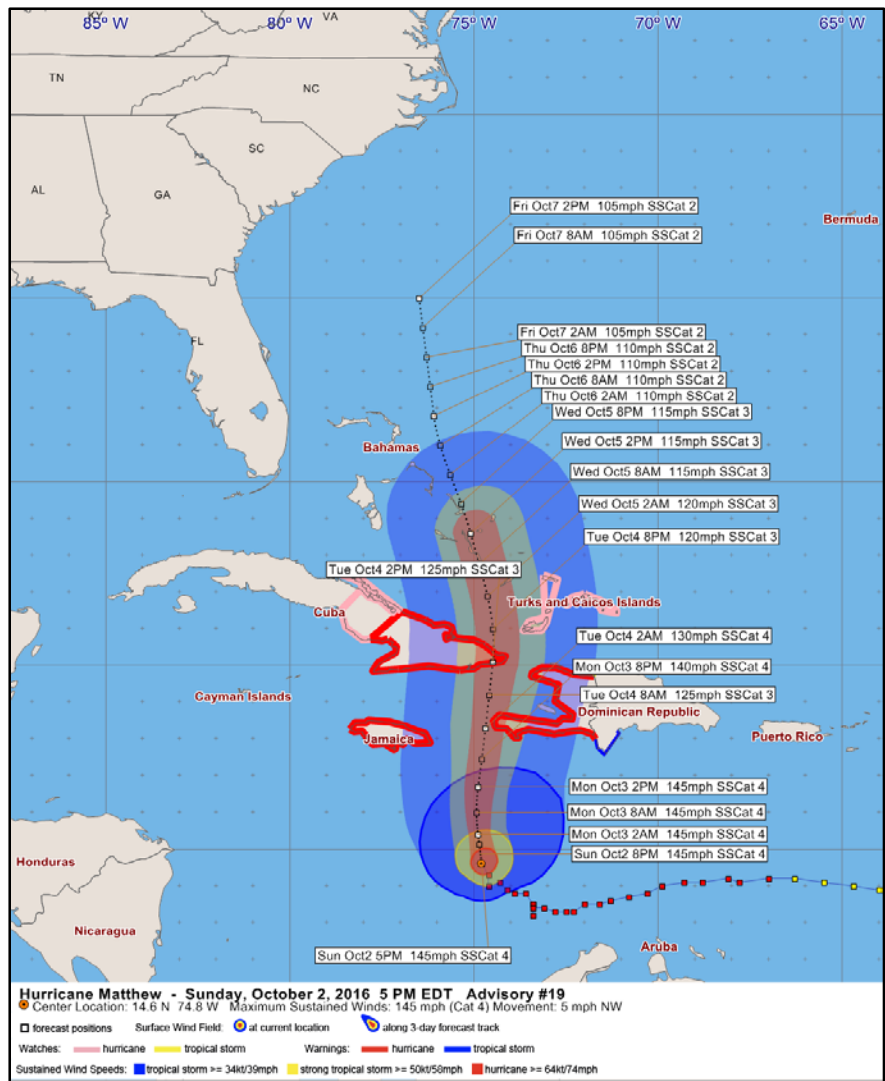 85°W 80°W 75°W 70°W 65°W
KY
VA
TN
NC
SC
AL
GA
Fri Oct7 2PM 105mph SSCat 2
Bermuda
Fri Oct7 8AM 105mph SSCat 2
FL
Fri Oct7 2AM 105mph SSCat 2
Thu Oct6 8PM 110mph SSCat 2
Thu Oct6 2PM 110mph SSCat 2
Thu Oct6 8AM 110mph SSCat 2
Thu Oct6 2AM 110mph SSCat 2
Wed Oct5 8PM 115mph SSCat 3
Wed Oct5 2PM 115mph SSCat 3
Bahamas
Wed Oct5 8AM 115mph SSCat 3
Wed Oct5 2AM 120mph SSCat 3
Tue Oct4 8PM 120mph SSCat 3
Tue Oct4 2PM 125mph SSCat 3
Turks and Caicos Islands
Cuba
Tue Oct4 2AM 130mph SSCat 4
Mon Oct3 8PM 140mph SSCat 4
Tue Oct4 8AM 125mph SSCat 3
Cayman Islands
Dominican Republic
Jamaica
Puerto Rico
Mon Oct3 2PM 145mph SSCat 4
Mon Oct3 8AM 145mph SSCat 4
Mon Oct3 2AM 145mph SSCat 4
Sun Oct2 8PM 145mph SSCat 4
Honduras
Nicaragua
Aruba
Sun Oct2 5PM 145mph SSCat 4
Hurricane Matthew - Sunday, October 2, 2016 5 PM EDT Advisory #19
Center Location: 14.6 N 74.8 W Maximum Sustained Winds: 145 mph (Cat 4) Movement: 5 mph NW
forecast positions Surface Wind Field: at current location along 3-day forecast track
Watches: hurricane tropical storm Warnings: hurricane tropical storm
Sustained Wind Speeds: tropical storm >= 34kt/39mph strong tropical storm >= 50kt/58mph hurricane >= 64kt/74mph